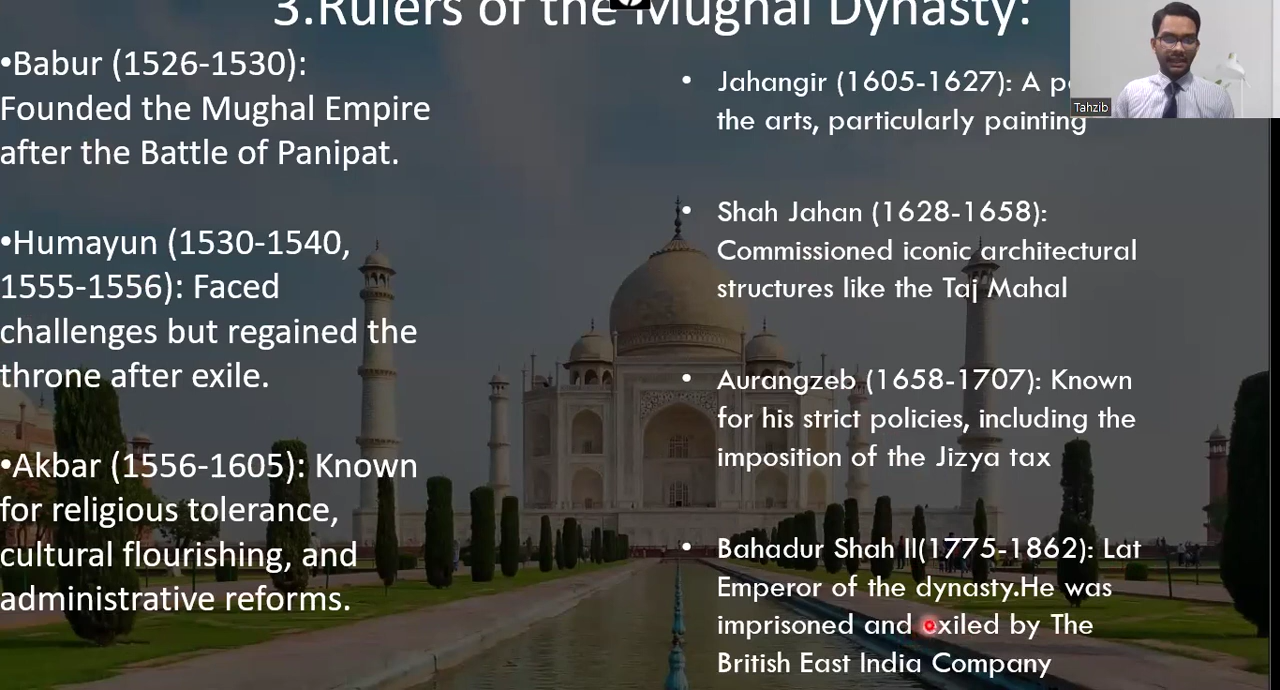 3.Rulers of the Mughal Dynasty:
•Babur (1526-1530):
Founded the Mughal Empire
after the Battle of Panipat.
•Humayun (1530-1540,
1555-1556): Faced
challenges but regained the
throne after exile.
•Akbar (1556-1605): Known
for religious tolerance,
cultural flourishing, and
administrative reforms.
• Jahangir (1605-1627): A
the arts, particularly painting
• Shah Jahan (1628-1658):
Commissioned iconic architectural
structures like the Taj Mahal
• Aurangzeb (1658-1707): Known
for his strict policies, including the
imposition of the Jizya tax
• Bahadur Shah II(1775-1862): Lat
Emperor of the dynasty.He was
imprisoned and exiled by The
British East India Company
Tahzib